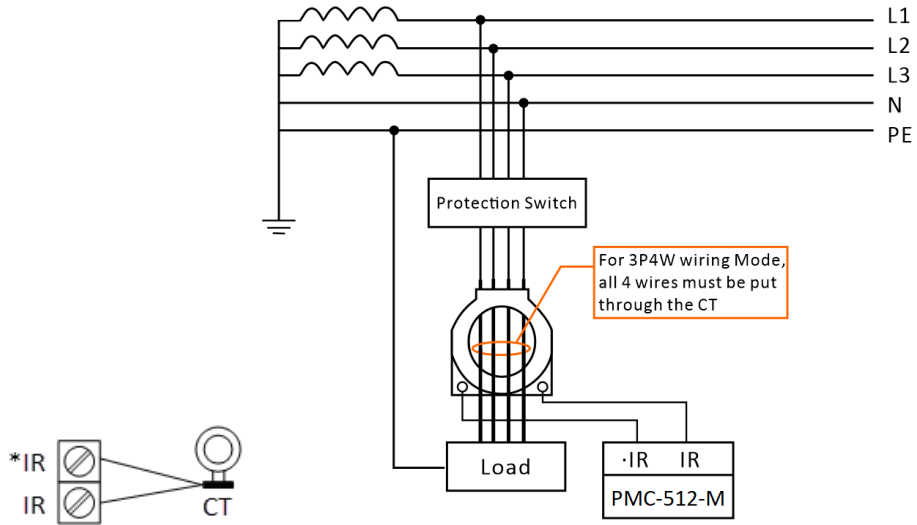 L1
L2
L3
N
PE
Protection Switch
For 3P4W wiring Mode,
all 4 wires must be put
through the CT
*IR
IR
CT
Load
·IR IR
PMC-512-M